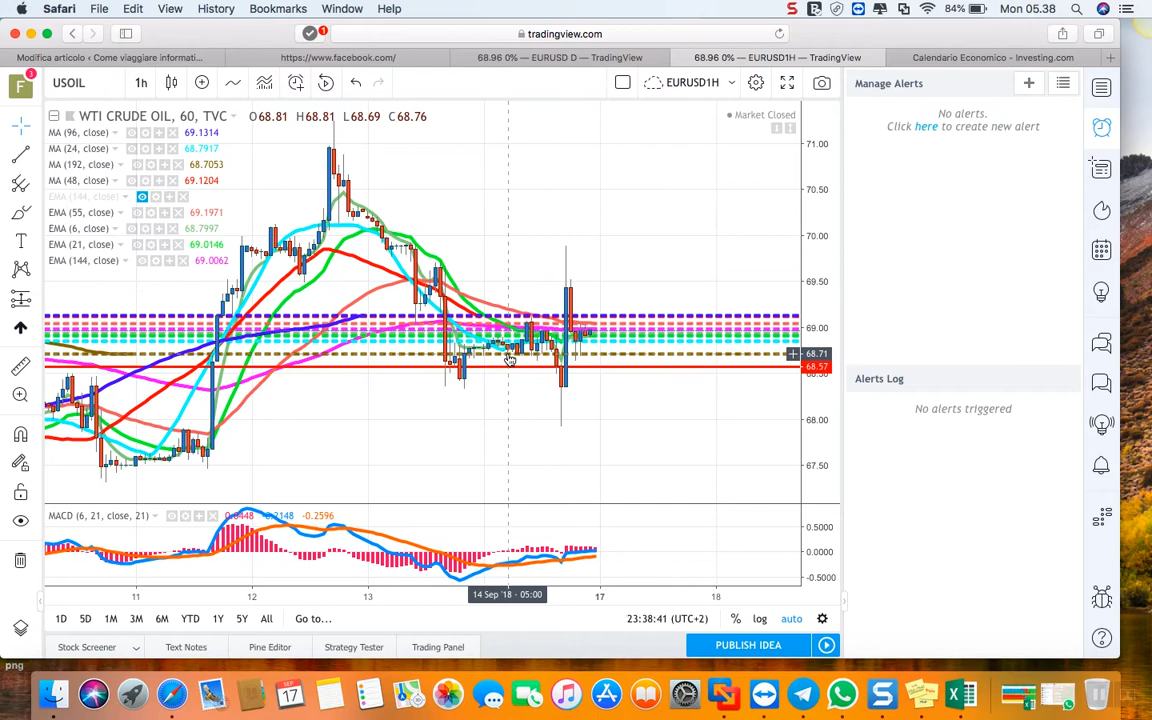 Safari File Edit View History Bookmarks Window Help 84% Mon 05.38
1 tradingview.com
Modifica articolo ‹ Come viaggiare informati... https://www.facebook.com/ 68.96 0% — EURUSD D — TradingView 68.96 0% — EURUSD1H — TradingView Calendario Economico - Investing.com
F 3 USOIL 1h EURUSD1H Manage Alerts
WTI CRUDE OIL, 60, TVC O68.81 H68.81 L68.69 C68.76 Market Closed
No alerts.
Click here to create new alert
MA (96, close) 69.1314
MA (24, close) 68.7917
MA (192, close) 68.7053
MA (48, close) 69.1204
EMA (144, close)
EMA (55, close) 69.1971
EMA (6, close) 68.7997
EMA (21, close) 69.0146
EMA (144, close) 69.0062
71.00
70.50
70.00
69.50
69.00
68.71
68.57
68.00
67.50
Alerts Log
No alerts triggered
MACD (6, 21, close, 21) 0.0448 -0.2148 -0.2596
0.5000
0.0000
-0.5000
11 12 13 14 Sep '18 - 05:00 17 18
1D 5D 1M 3M 6M YTD 1Y 5Y All Go to... 23:38:41 (UTC+2) % log auto
Stock Screener Text Notes Pine Editor Strategy Tester Trading Panel PUBLISH IDEA
png
SEP
17